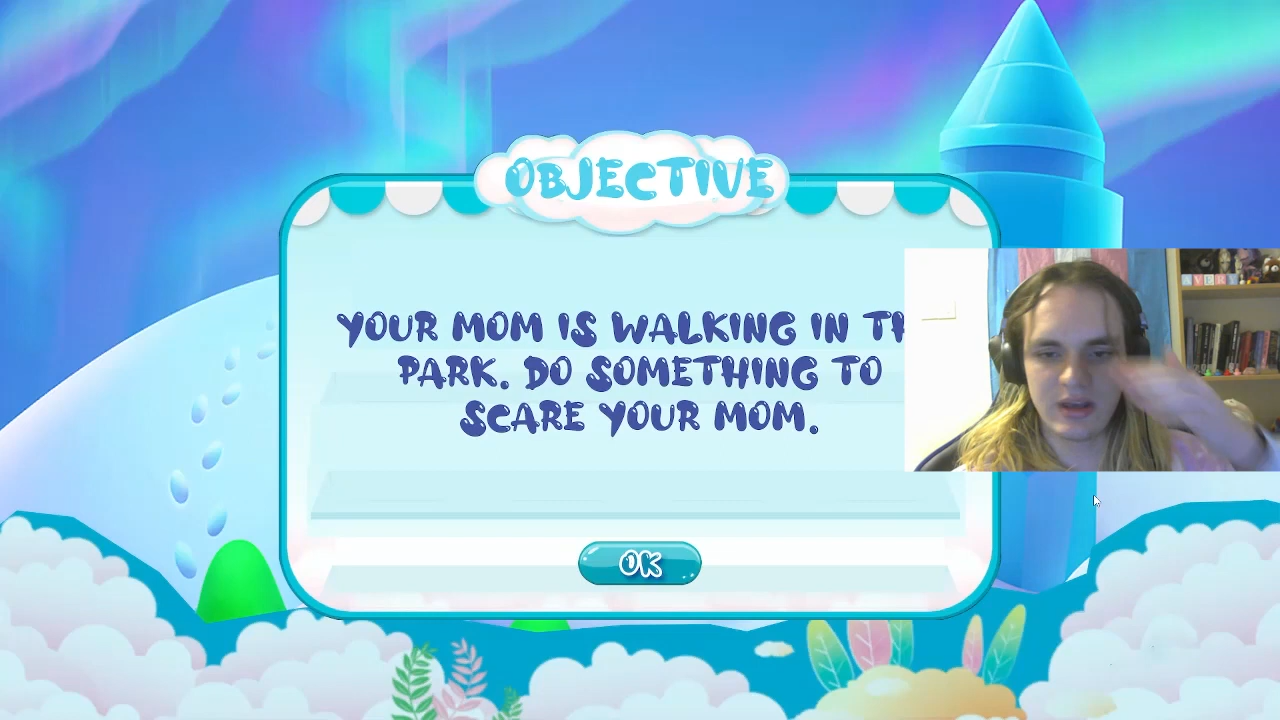 OBJECTIVE
YOUR MOM IS WALKING IN
PARK. DO SOMETHING TO
SCARE YOUR MOM.
OK